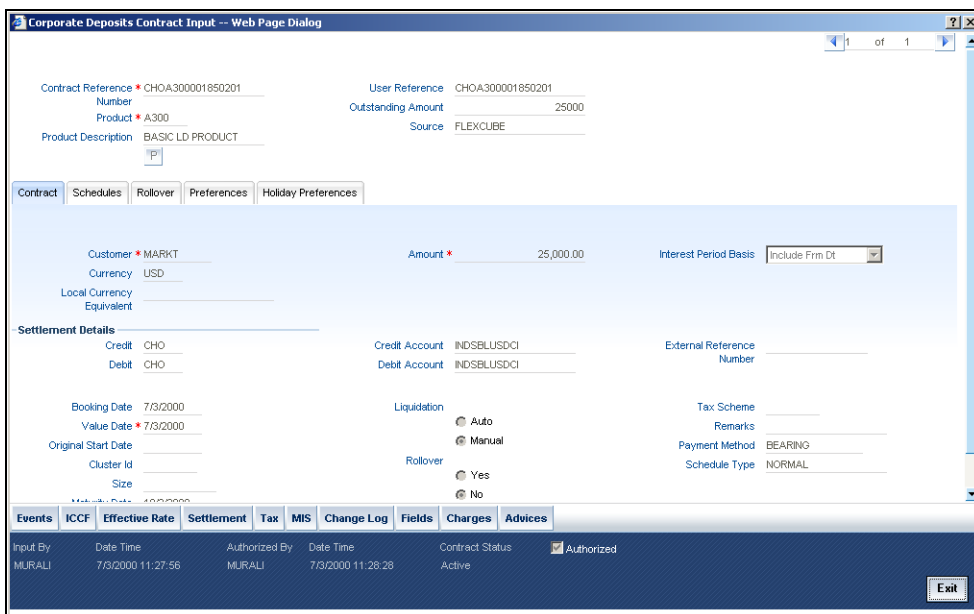 Corporate Deposits Contract Input -- Web Page Dialog
1 of 1
Contract Reference Number * CHOA300001850201
User Reference CHOA300001850201
Product * A300
Outstanding Amount 25000
Product Description BASIC LD PRODUCT
Source FLEXCUBE
P
Contract Schedules Rollover Preferences Holiday Preferences
Customer * MARKT
Amount * 25,000.00
Interest Period Basis Include Frm Dt
Currency USD
Local Currency Equivalent
Settlement Details
Credit CHO
Credit Account INDSBLUSDCI
External Reference Number
Debit CHO
Debit Account INDSBLUSDCI
Booking Date 7/3/2000
Liquidation
Tax Scheme
Value Date * 7/3/2000
Auto
Remarks
Original Start Date
Manual
Payment Method BEARING
Cluster Id
Rollover
Schedule Type NORMAL
Size
Yes
No
Maturity Date
Events ICCF Effective Rate Settlement Tax MIS Change Log Fields Charges Advices
Input By Date Time Authorized By Date Time Contract Status Authorized
MURALI 7/3/2000 11:27:56 MURALI 7/3/2000 11:28:28 Active
Exit